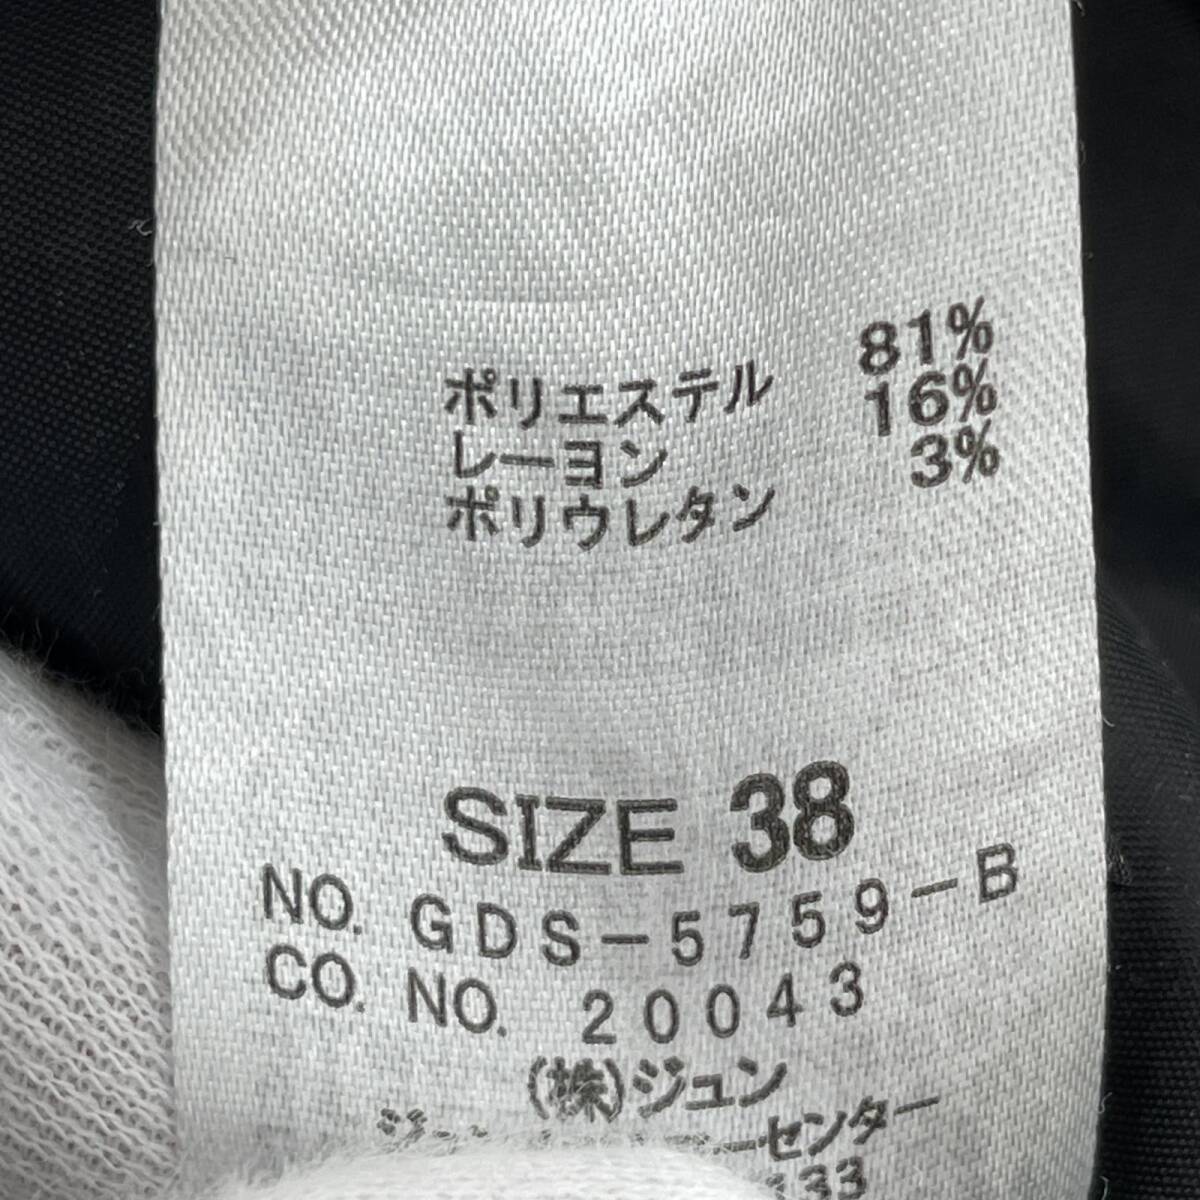 ポリエステル 81%
レーヨン 16%
ポリウレタン 3%
SIZE 38
NO. GDS-5759-B
CO. NO. 20043
(株)ジュン
センター
133